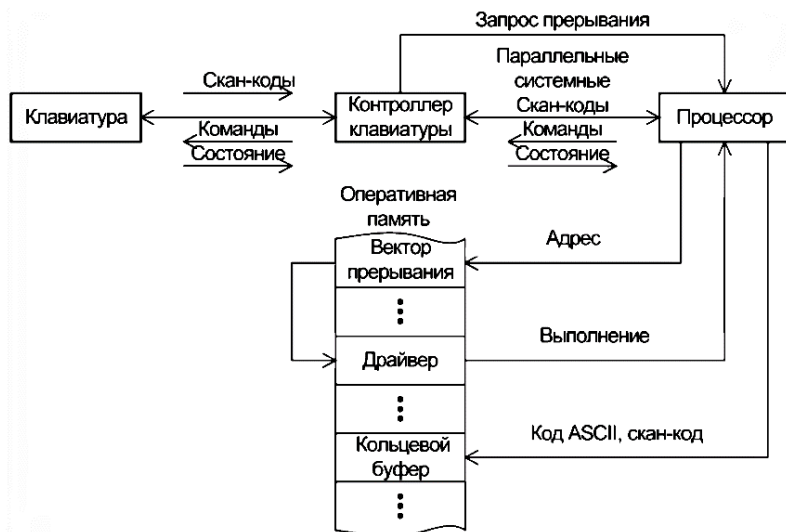 Запрос прерывания
Параллельные
системные
Скан-коды
Скан-коды
Клавиатура
Контроллер
клавиатуры
Процессор
Команды
Состояние
Команды
Состояние
Оперативная
память
Вектор
прерывания
Адрес
Драйвер
Выполнение
Кольцевой
буфер
Код ASCII, скан-код